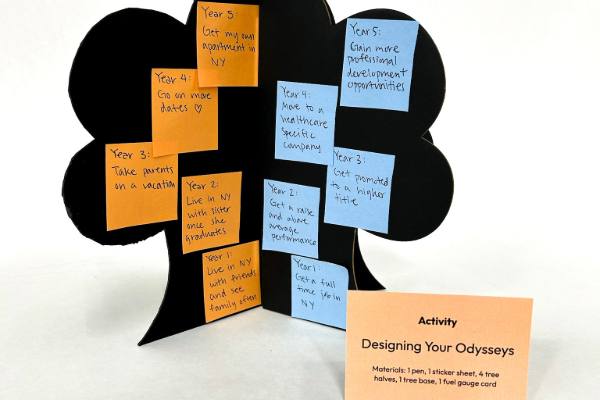 Year 5:
Get my own
apartment in
NY
Year 4:
Go on more
dates ♡
Year 3:
Take parents
on a vacation
Year 2:
Live in NY
with sister
once she
graduates
Year 1:
Live in NY
with friends
and see
family often
Year 5:
Gain more
professional
development
opportunities
Year 4:
Move to a
healthcare
specific
company
Year 3:
Get promoted
to a higher
title
Year 2:
Get a raise
and above
average
performance
Year 1:
Get a full
time job in
NY
Activity
Designing Your Odysseys
Materials: 1 pen, 1 sticker sheet, 4 tree
halves, 1 tree base, 1 fuel gauge card